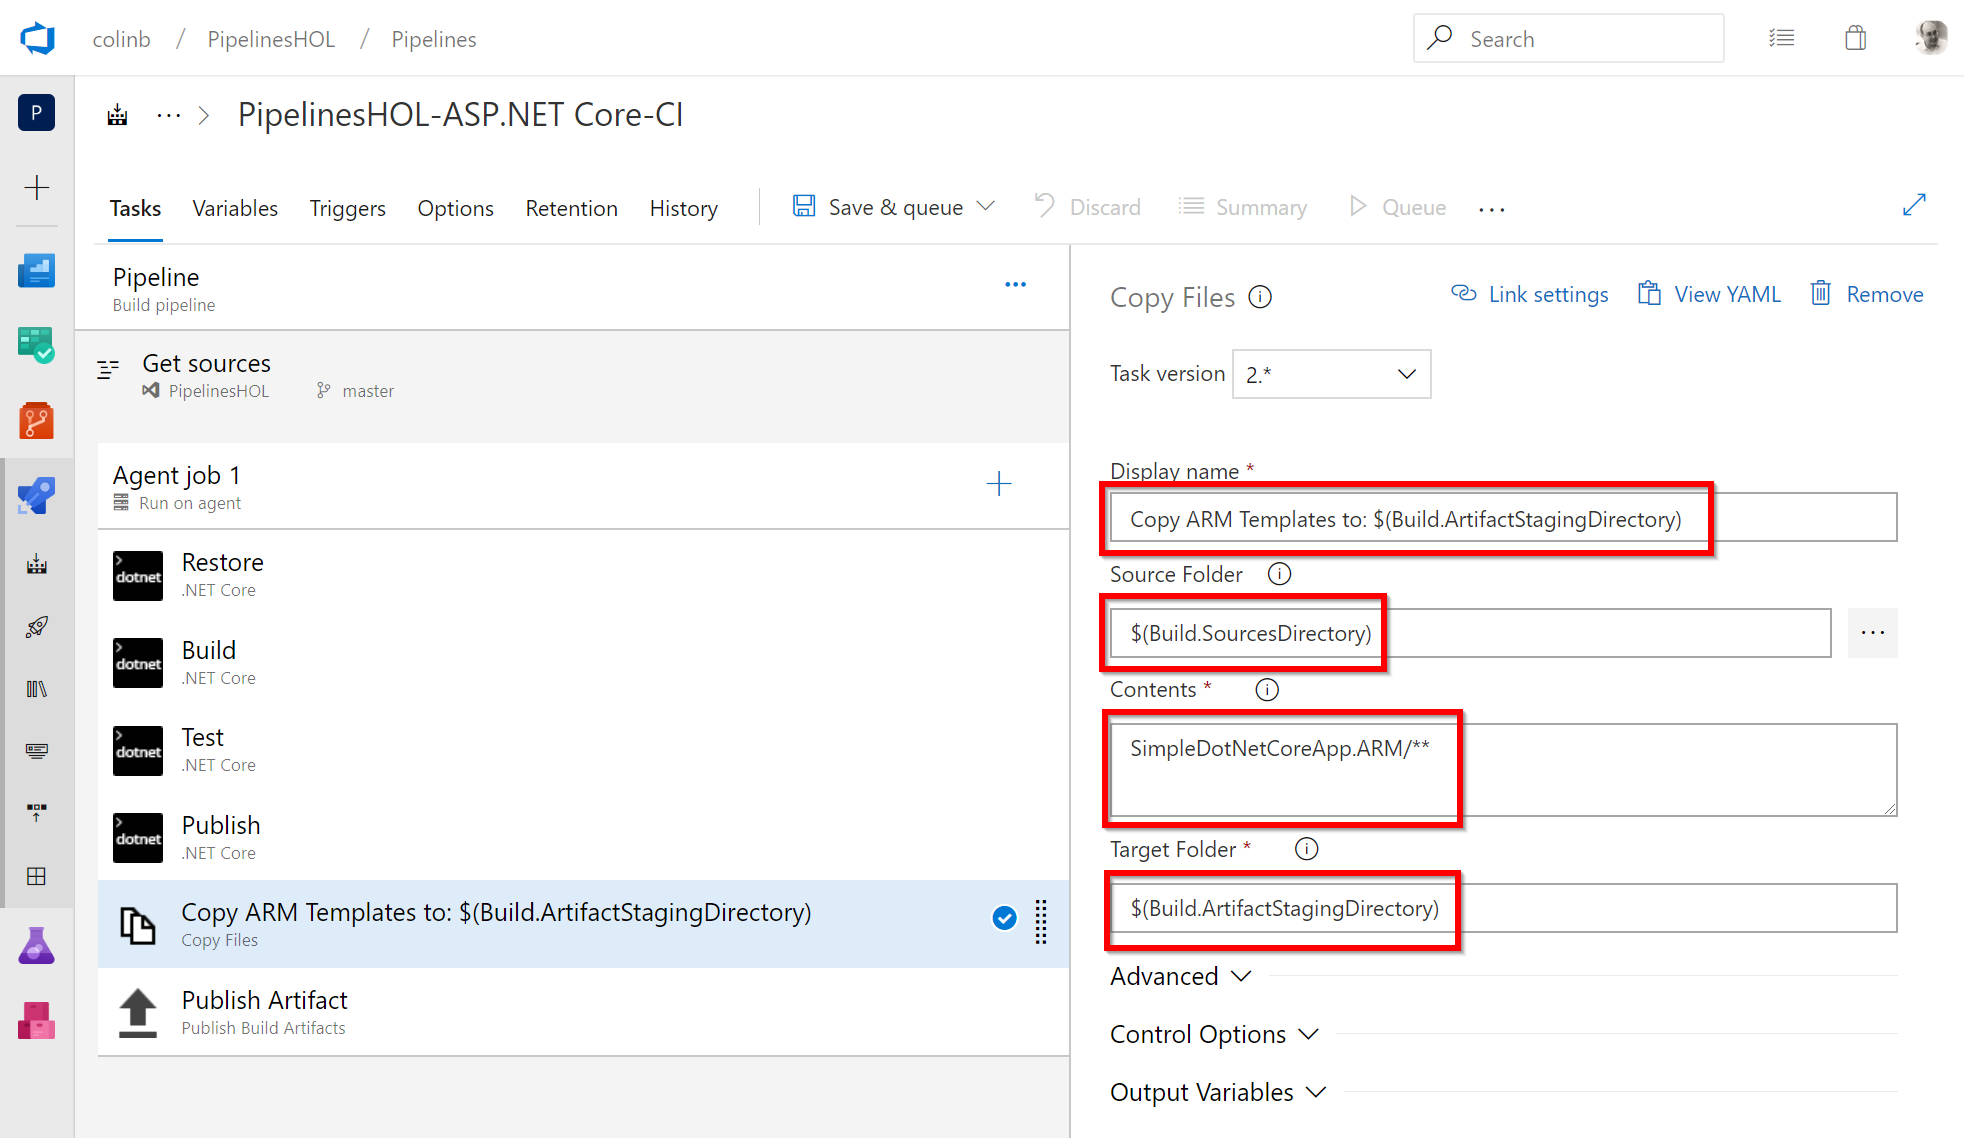 colinb / PipelinesHOL / Pipelines
Search
P
... > PipelinesHOL-ASP.NET Core-CI
Tasks Variables Triggers Options Retention History Save & queue Discard Summary Queue ...
Pipeline
Build pipeline
Get sources
PipelinesHOL master
Agent job 1
Run on agent
dotnet Restore
.NET Core
dotnet Build
.NET Core
dotnet Test
.NET Core
dotnet Publish
.NET Core
Copy ARM Templates to: $(Build.ArtifactStagingDirectory)
Copy Files
Publish Artifact
Publish Build Artifacts
Copy Files Link settings View YAML Remove
Task version 2.*
Display name *
Copy ARM Templates to: $(Build.ArtifactStagingDirectory)
Source Folder
$(Build.SourcesDirectory)
Contents *
SimpleDotNetCoreApp.ARM/**
Target Folder *
$(Build.ArtifactStagingDirectory)
Advanced
Control Options
Output Variables